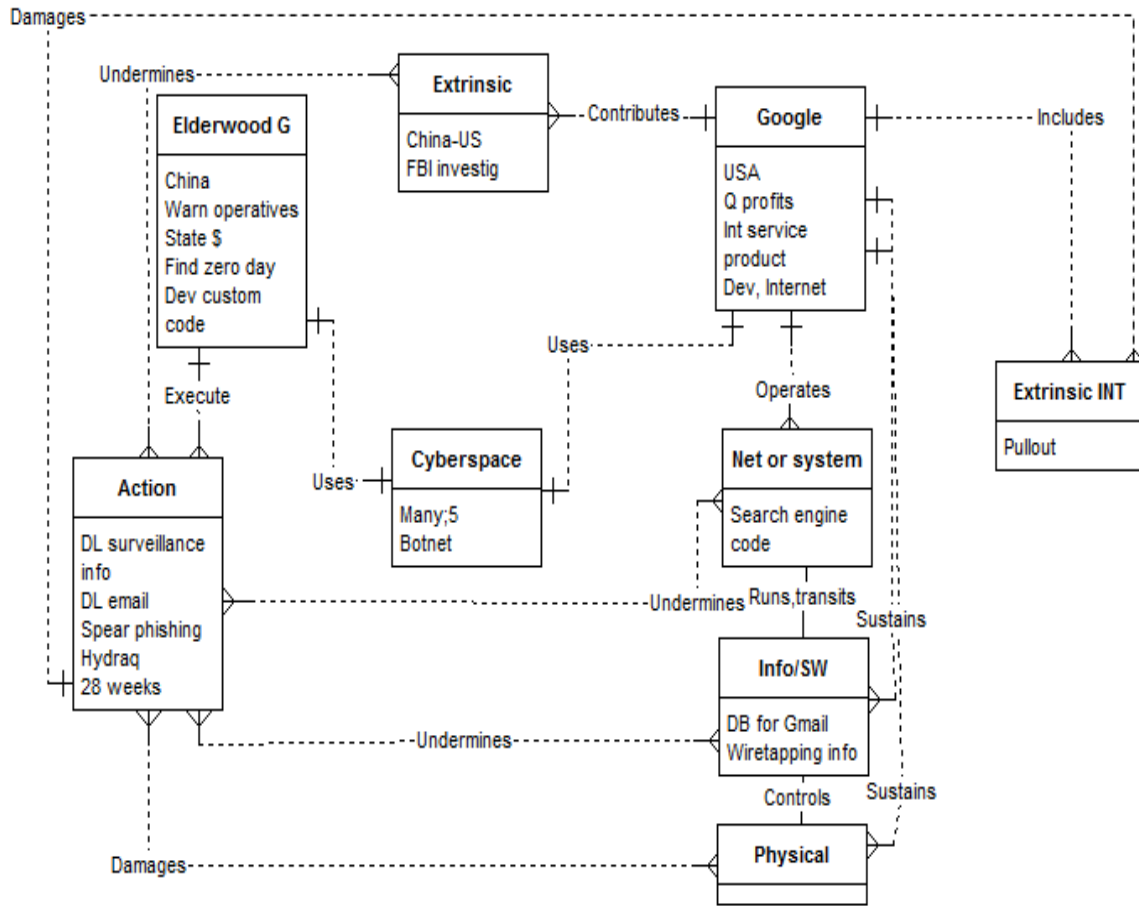 Damages
Undermines
Extrinsic
China-US
FBI investig
Contributes
Google
USA
Q profits
Int service
product
Dev, Internet
Includes
Elderwood G
China
Warn operatives
State $
Find zero day
Dev custom
code
Uses
Execute
Operates
Extrinsic INT
Pullout
Action
DL surveillance
info
DL email
Spear phishing
Hydraq
28 weeks
Uses
Cyberspace
Many;5
Botnet
Net or system
Search engine
code
Undermines
Runs,transits
Sustains
Info/SW
DB for Gmail
Wiretapping info
Undermines
Controls
Sustains
Physical
Damages